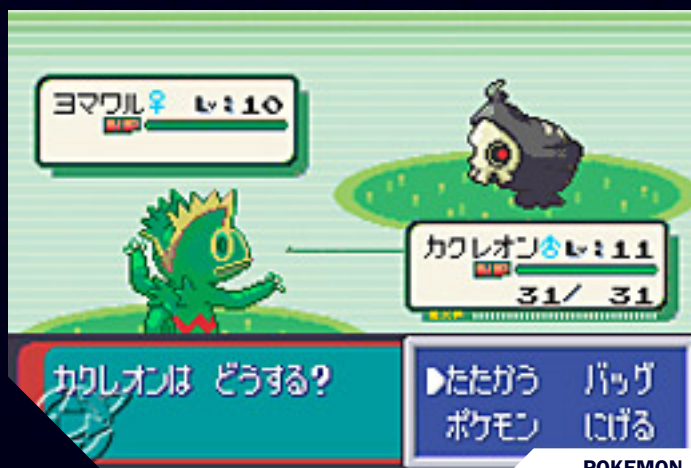 ヨマワル♀ Lv:10
HP
カクレオン♂Lv:11
HP
31/ 31
カクレオンは どうする?
▶たたかう バッグ
ポケモン にげる
POKEMON